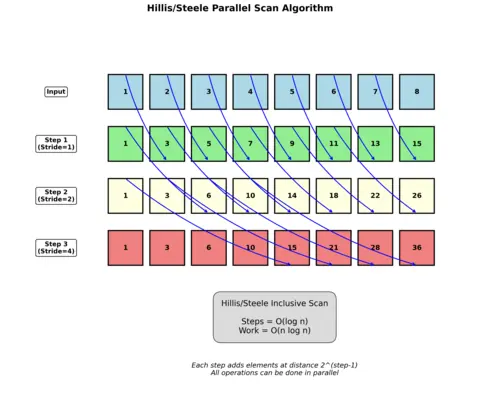 Hillis/Steele Parallel Scan Algorithm
Input
1 2 3 4 5 6 7 8
Step 1
(Stride=1)
1 3 5 7 9 11 13 15
Step 2
(Stride=2)
1 3 6 10 14 18 22 26
Step 3
(Stride=4)
1 3 6 10 15 21 28 36
Hillis/Steele Inclusive Scan
Steps = O(log n)
Work = O(n log n)
Each step adds elements at distance 2^(step-1)
All operations can be done in parallel